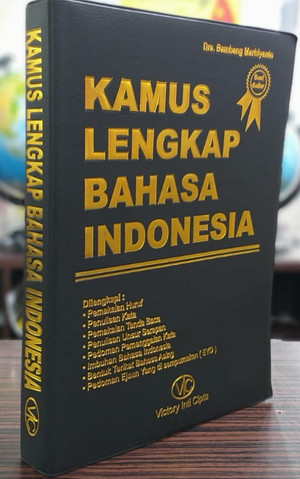 Drs. Bambang Marhiyanto
Best
Seller
KAMUS
LENGKAP
BAHASA
INDONESIA
Dilengkapi :
• Pemakaian Huruf
• Penulisan Kata
• Pemakaian Tanda Baca
• Penulisan Unsur Serapan
• Pedoman Pemenggalan Kata
• Imbuhan Bahasa Indonesia
• Bentuk Terikat Bahasa Asing
• Pedoman Ejaan Yang di sempurnakan ( EYD )
VIC
Victory Inti Cipta
KAMUS LENGKAP BAHASA INDONESIA
VIC